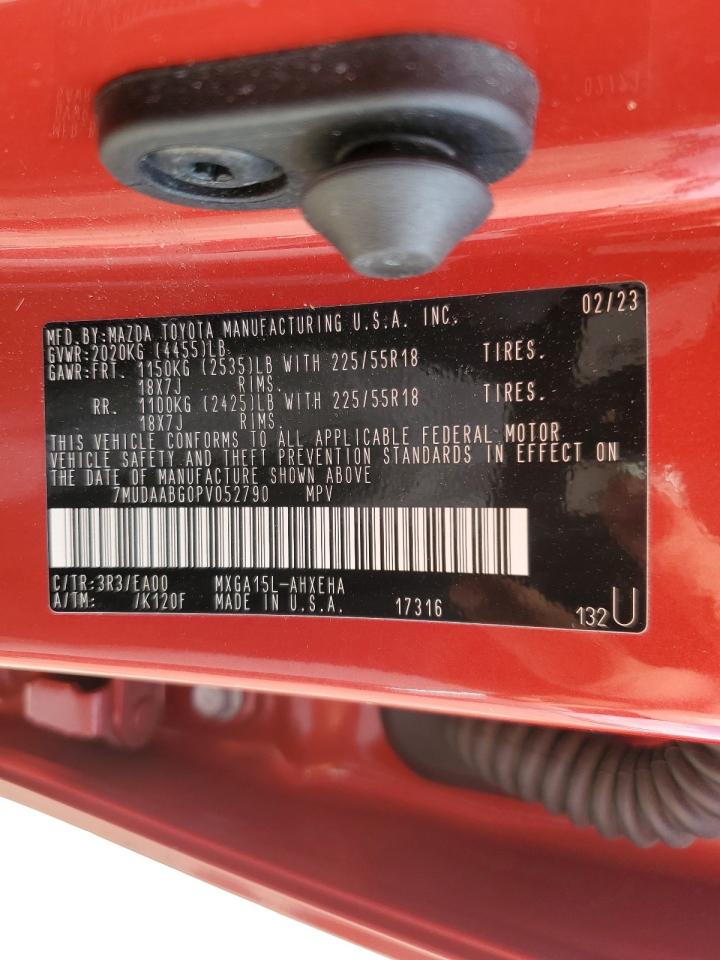 02/23
MFD.BY:MAZDA TOYOTA MANUFACTURING U.S.A. INC.
GVWR:2020KG (4455)LB
GAWR:FRT. 1150KG (2535)LB WITH 225/55R18 TIRES.
18X7J RIMS.
RR. 1100KG (2425)LB WITH 225/55R18 TIRES.
18X7J RIMS.
THIS VEHICLE CONFORMS TO ALL APPLICABLE FEDERAL MOTOR
VEHICLE SAFETY AND THEFT PREVENTION STANDARDS IN EFFECT ON
THE DATE OF MANUFACTURE SHOWN ABOVE
7MUDAABG0PV052790 MPV
C/TR:3R3/EA00 MXGA15L-AHXEHA
A/TM: /K120F MADE IN U.S.A. 17316
132U